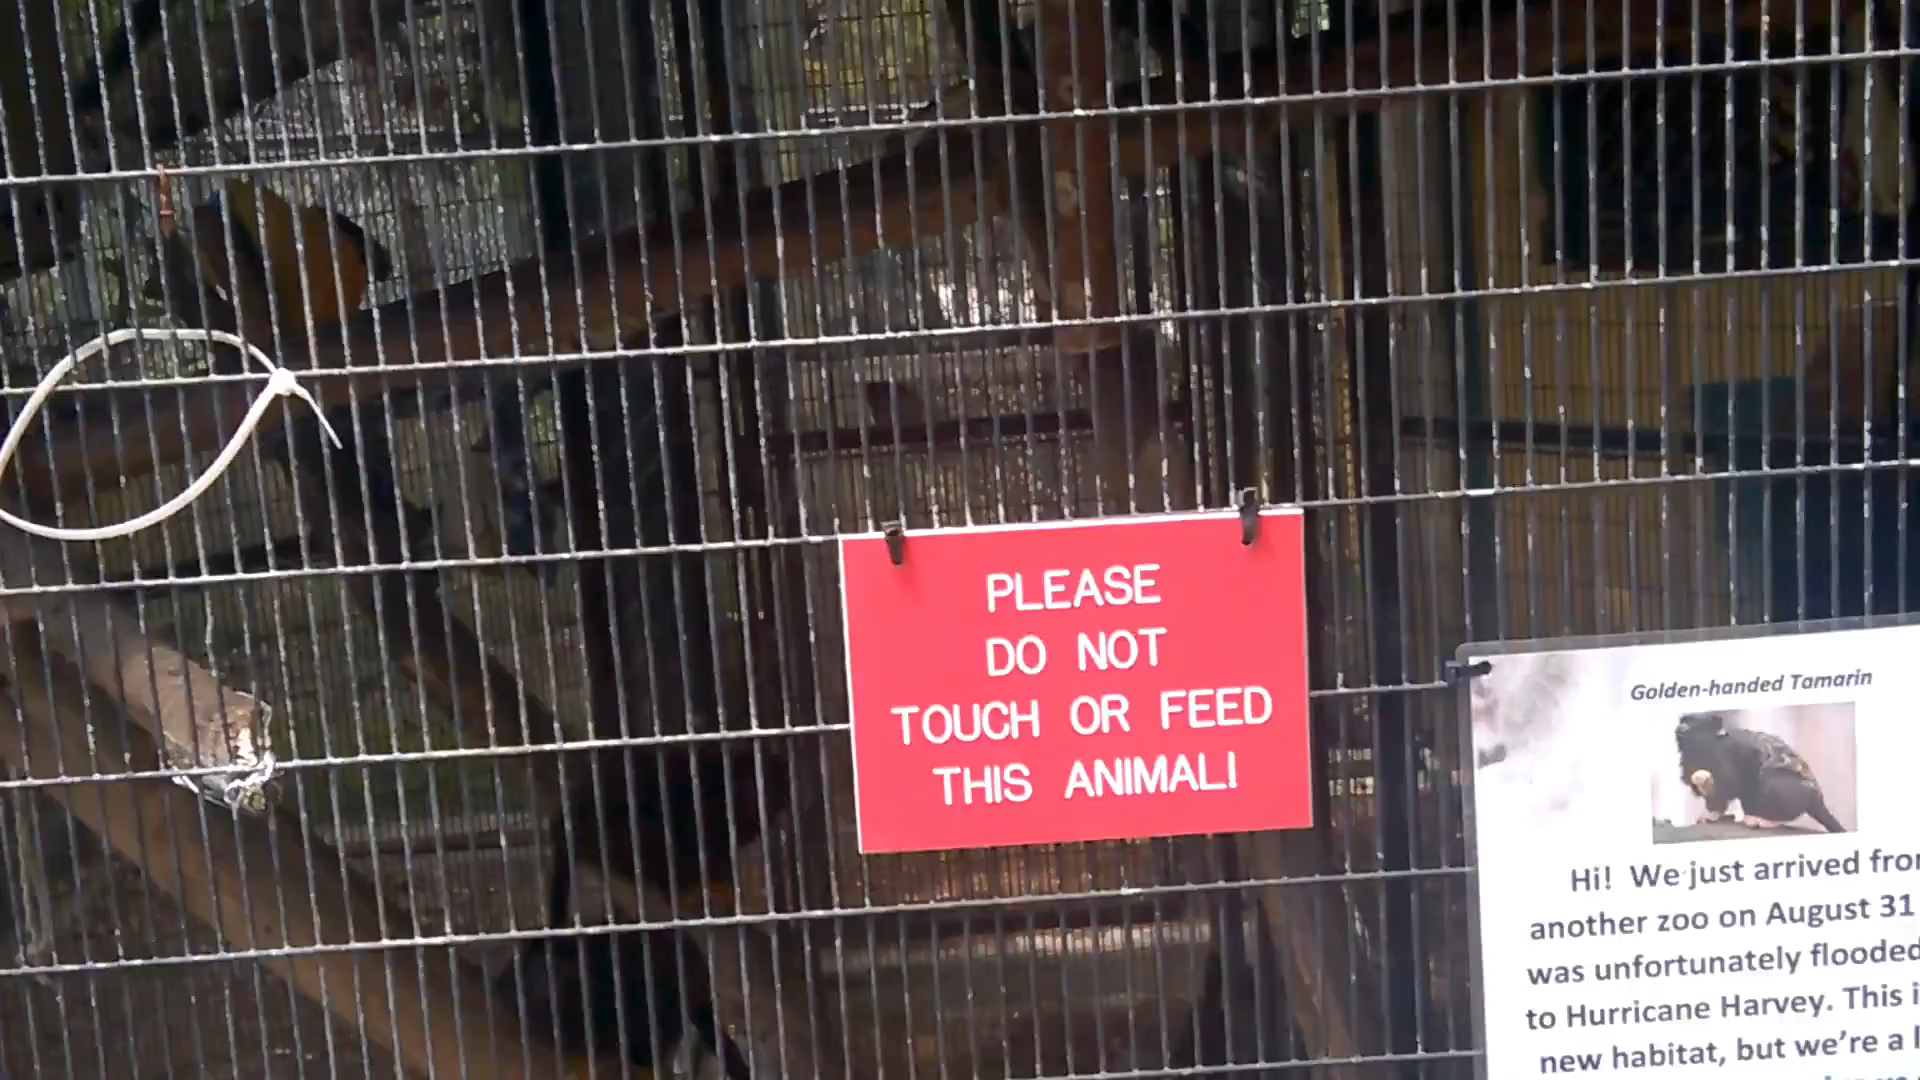 PLEASE
DO NOT
TOUCH OR FEED
THIS ANIMAL!
Golden-handed Tamarin
Hi! We just arrived from
another zoo on August 31
was unfortunately flooded
to Hurricane Harvey. This
new habitat, but we're a